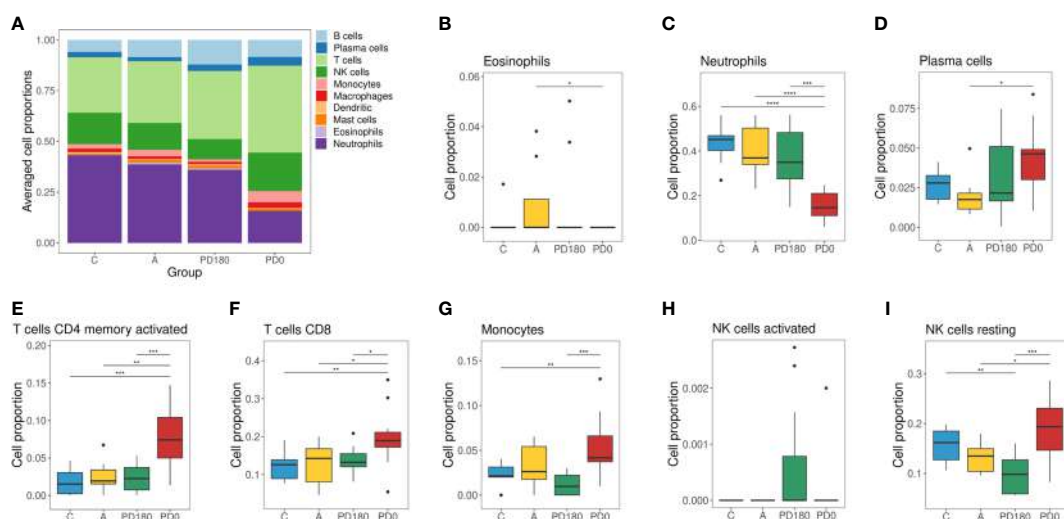 A
Averaged cell proportions
1.00
0.75
0.50
0.25
0.00
C A PD180 PD0
Group
B cells
Plasma cells
T cells
NK cells
Monocytes
Macrophages
Dendritic
Mast cells
Eosinophils
Neutrophils
B
Eosinophils
Cell proportion
0.06
0.04
0.02
0.00
*
C A PD180 PD0
C
Neutrophils
Cell proportion
0.6
0.4
0.2
0.0
***
****
****
C A PD180 PD0
D
Plasma cells
Cell proportion
0.075
0.050
0.025
0.000
*
C A PD180 PD0
E
T cells CD4 memory activated
Cell proportion
0.20
0.15
0.10
0.05
0.00
***
**
***
C A PD180 PD0
F
T cells CD8
Cell proportion
0.4
0.3
0.2
0.1
*
*
**
C A PD180 PD0
G
Monocytes
Cell proportion
0.15
0.10
0.05
0.00
***
**
C A PD180 PD0
H
NK cells activated
Cell proportion
0.002
0.001
0.000
C A PD180 PD0
I
NK cells resting
Cell proportion
0.3
0.2
0.1
***
*
**
C A PD180 PD0